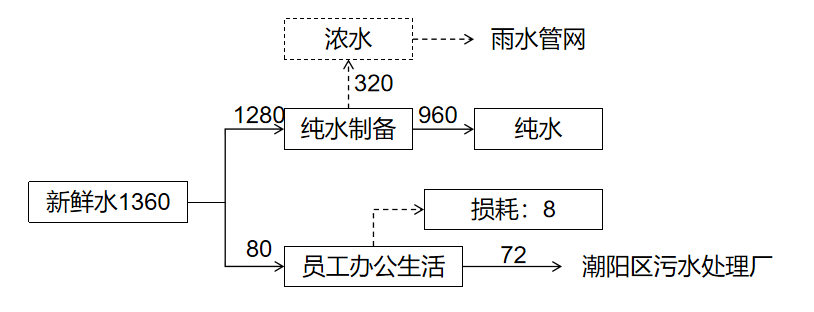 浓水
雨水管网
320
1280
纯水制备
960
纯水
新鲜水1360
损耗：8
80
员工办公生活
72
潮阳区污水处理厂